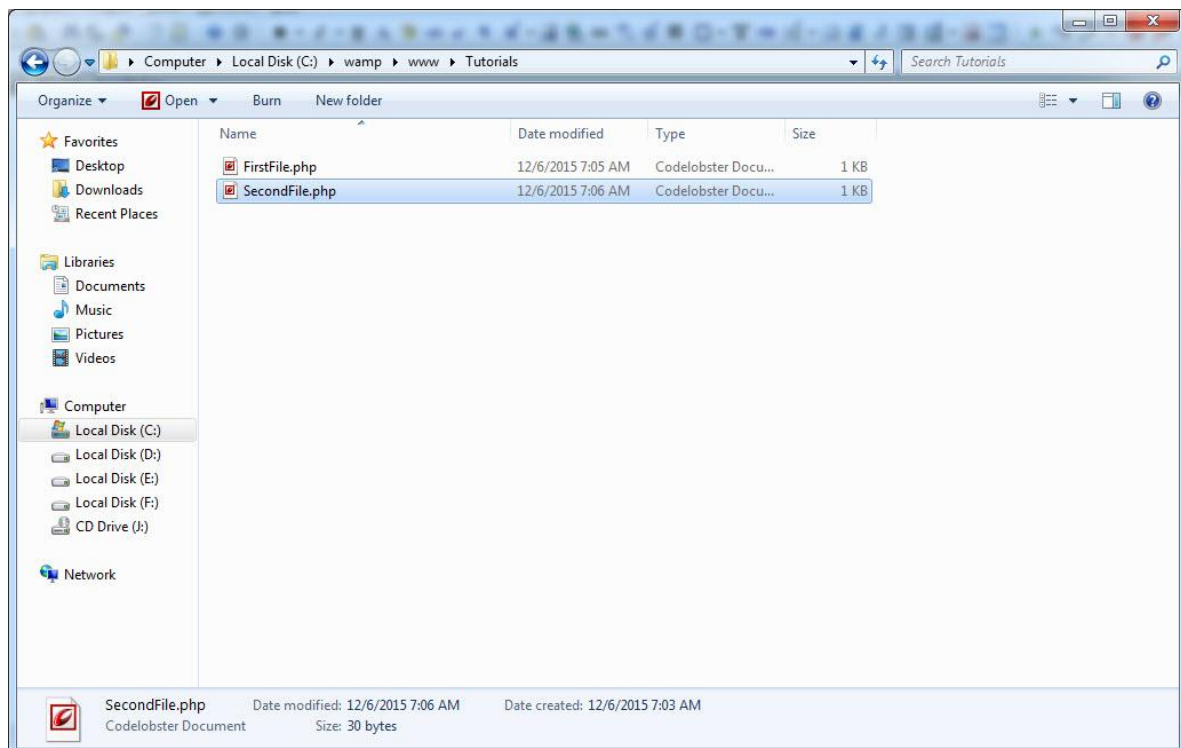 Computer Local Disk (C:) wamp www Tutorials
Search Tutorials
Organize Open Burn New folder
Name Date modified Type Size
FirstFile.php 12/6/2015 7:05 AM Codelobster Docu... 1 KB
SecondFile.php 12/6/2015 7:06 AM Codelobster Docu... 1 KB
Favorites
Desktop
Downloads
Recent Places
Libraries
Documents
Music
Pictures
Videos
Computer
Local Disk (C:)
Local Disk (D:)
Local Disk (E:)
Local Disk (F:)
CD Drive (J:)
Network
SecondFile.php Date modified: 12/6/2015 7:06 AM Date created: 12/6/2015 7:03 AM
Codelobster Document Size: 30 bytes